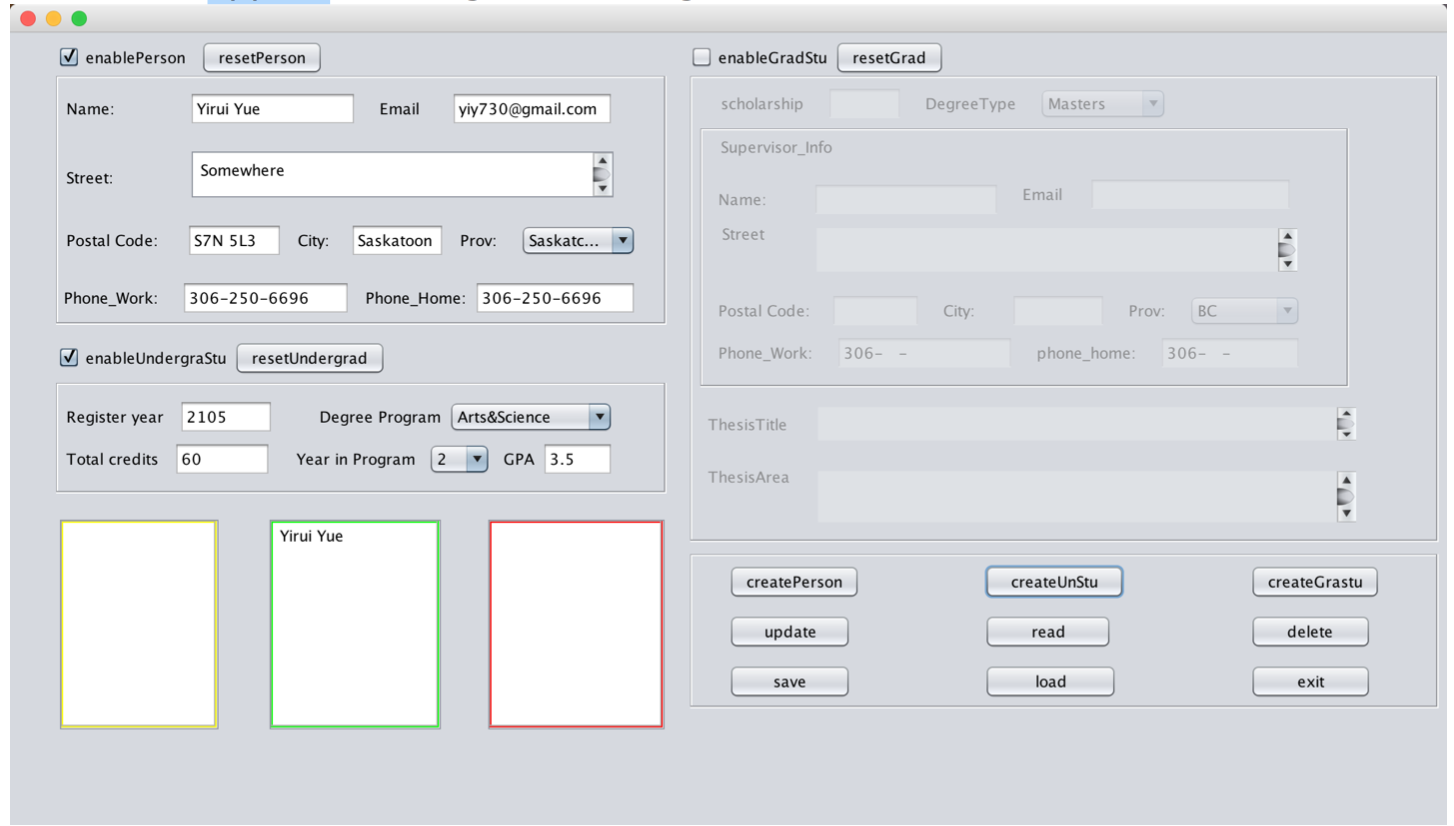 enablePerson resetPerson
Name: Yirui Yue Email yiy730@gmail.com
Street: Somewhere
Postal Code: S7N 5L3 City: Saskatoon Prov: Saskatc...
Phone_Work: 306-250-6696 Phone_Home: 306-250-6696
enableUndergraStu resetUndergrad
Register year 2105 Degree Program Arts&Science
Total credits 60 Year in Program 2 GPA 3.5
Yirui Yue
enableGradStu resetGrad
scholarship DegreeType Masters
Supervisor_Info
Name: Email
Street
Postal Code: City: Prov: BC
Phone_Work: 306- - phone_home: 306- -
ThesisTitle
ThesisArea
createPerson createUnStu createGrastu
update read delete
save load exit